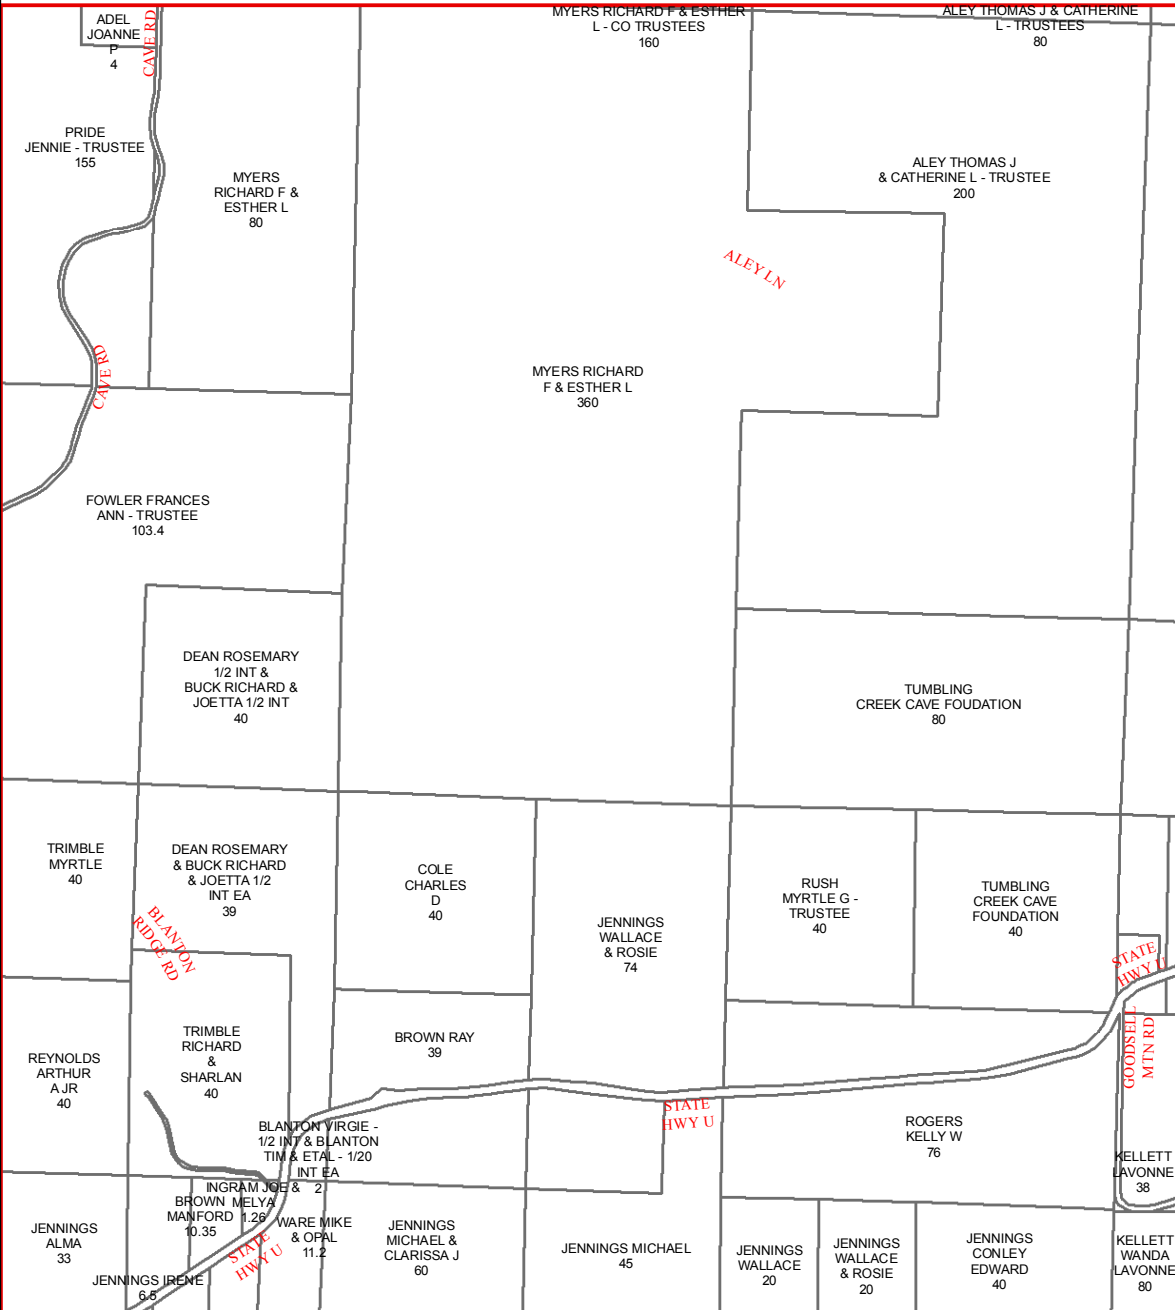 ADEL
JOANNE
P
4
CAVE RD
MYERS RICHARD F & ESTHER
L - CO TRUSTEES
160
ALEY THOMAS J & CATHERINE
L - TRUSTEES
80
PRIDE
JENNIE - TRUSTEE
155
MYERS
RICHARD F &
ESTHER L
80
ALEY THOMAS J
& CATHERINE L - TRUSTEE
200
ALEY LN
CAVE RD
MYERS RICHARD
F & ESTHER L
360
FOWLER FRANCES
ANN - TRUSTEE
103.4
DEAN ROSEMARY
1/2 INT &
BUCK RICHARD &
JOETTA 1/2 INT
40
TUMBLING
CREEK CAVE FOUDATION
80
TRIMBLE
MYRTLE
40
DEAN ROSEMARY
& BUCK RICHARD
& JOETTA 1/2
INT EA
39
COLE
CHARLES
D
40
JENNINGS
WALLACE
& ROSIE
74
RUSH
MYRTLE G -
TRUSTEE
40
TUMBLING
CREEK CAVE
FOUNDATION
40
BLANTON
RIDGE RD
STATE
HWY U
REYNOLDS
ARTHUR
A JR
40
TRIMBLE
RICHARD
&
SHARLAN
40
BROWN RAY
39
GOODSELL
MTN RD
STATE
HWY U
BLANTON VIRGIE -
1/2 INT & BLANTON
TIM & ETAL - 1/20
INT EA
2
ROGERS
KELLY W
76
KELLETT
LAVONNE
38
INGRAM JOE &
MELYA
1.26
BROWN
MANFORD
10.35
JENNINGS
ALMA
33
WARE MIKE
& OPAL
11.2
STATE
HWY U
JENNINGS IRENE
6.5
JENNINGS
MICHAEL &
CLARISSA J
60
JENNINGS MICHAEL
45
JENNINGS
WALLACE
20
JENNINGS
WALLACE
& ROSIE
20
JENNINGS
CONLEY
EDWARD
40
KELLETT
WANDA
LAVONNE
80